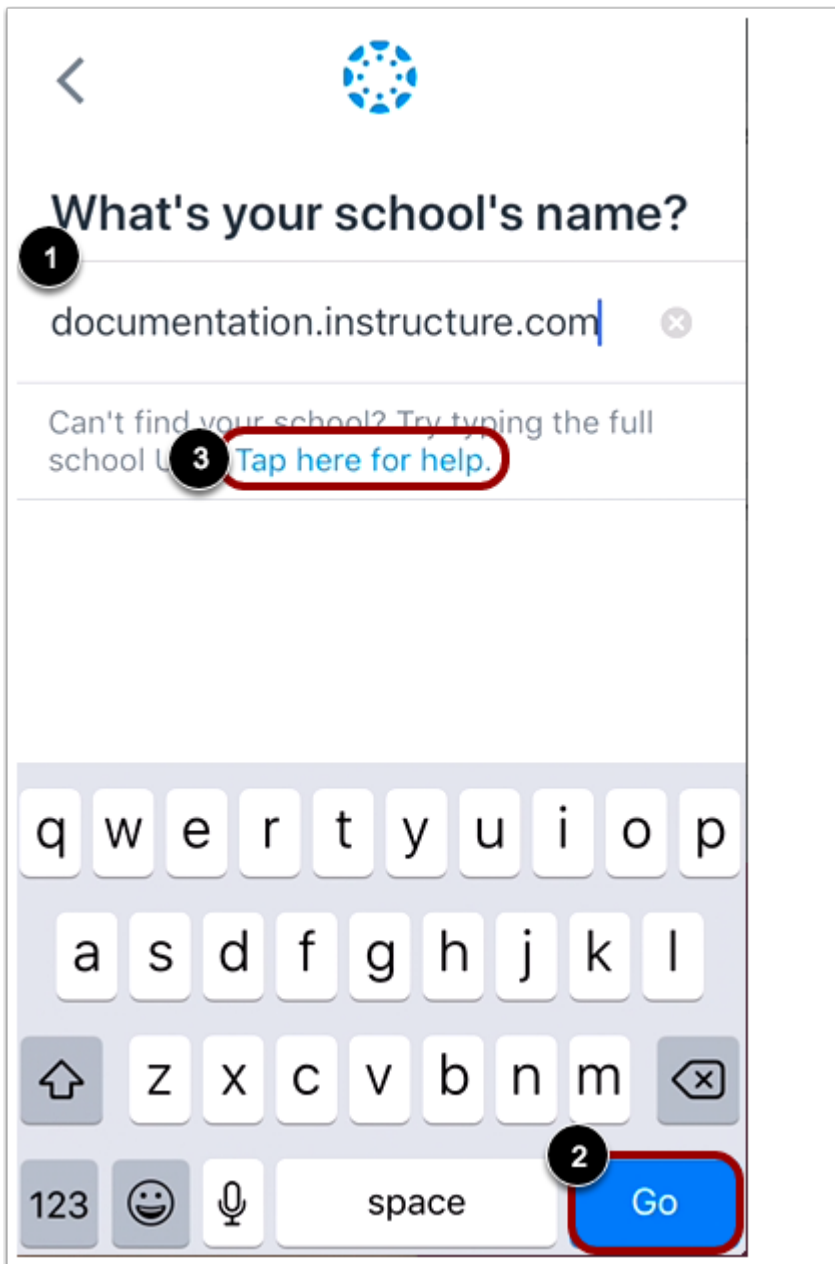 What's your school's name?
1
documentation.instructure.com
Can't find your school? Try typing the full
school 3 Tap here for help.
q w e r t y u i o p
a s d f g h j k l
z x c v b n m
2
123 space Go